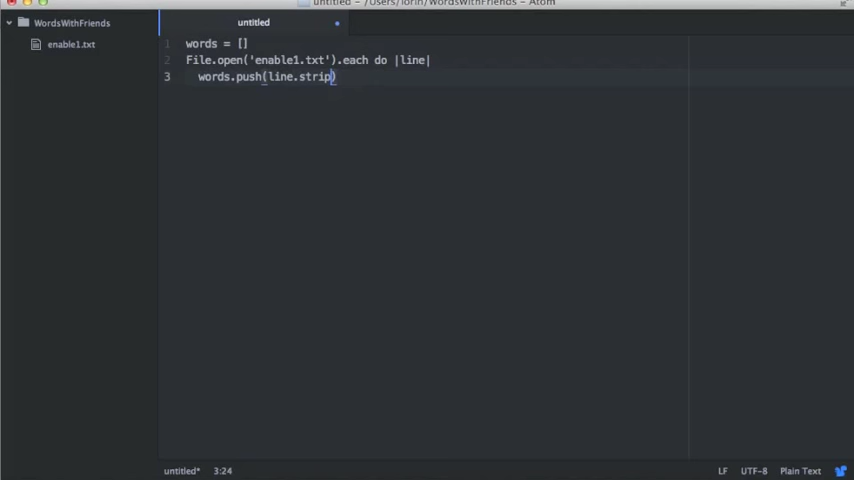 untitled - /Users/Torin/WordsWithFriends - Atom
WordsWithFriends
untitled
enable1.txt
1 words = []
2 File.open('enable1.txt').each do |line|
3 words.push(line.strip)
untitled* 3:24 LF UTF-8 Plain Text